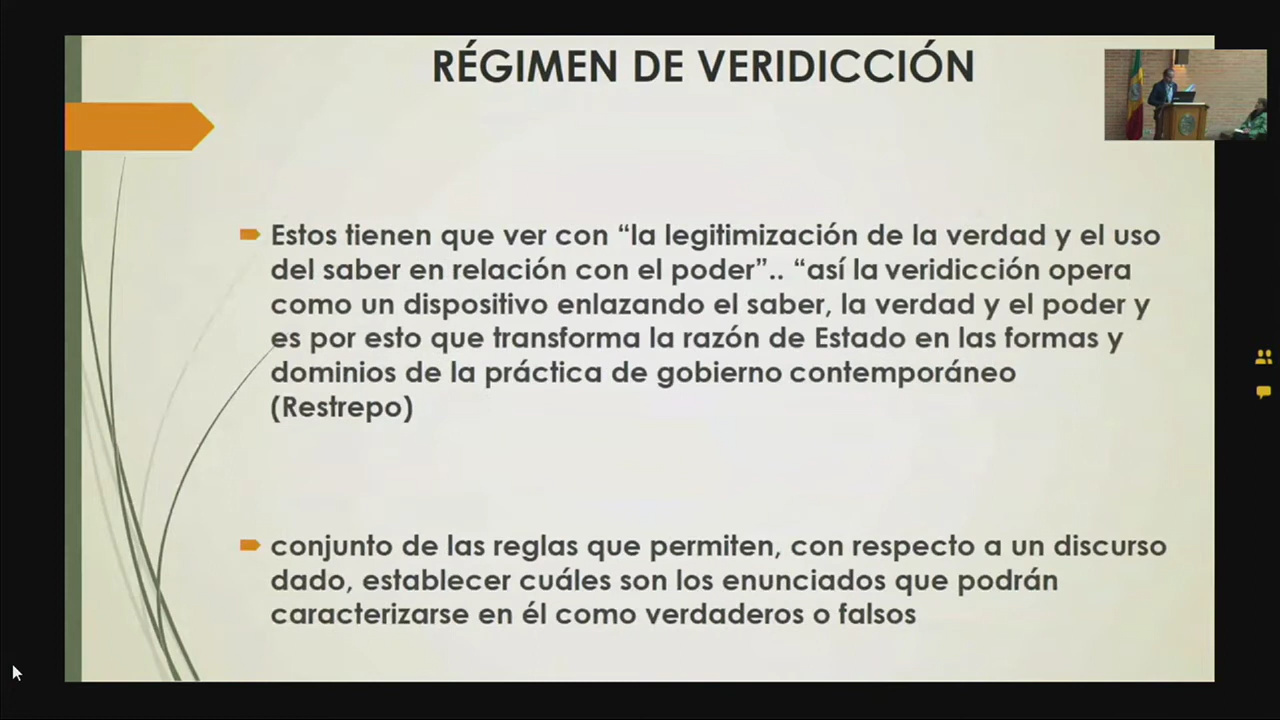 RÉGIMEN DE VERIDICCIÓN
Estos tienen que ver con “la legitimización de la verdad y el uso
del saber en relación con el poder”.. “así la veridicción opera
como un dispositivo enlazando el saber, la verdad y el poder y
es por esto que transforma la razón de Estado en las formas y
dominios de la práctica de gobierno contemporáneo
(Restrepo)
conjunto de las reglas que permiten, con respecto a un discurso
dado, establecer cuáles son los enunciados que podrán
caracterizarse en él como verdaderos o falsos